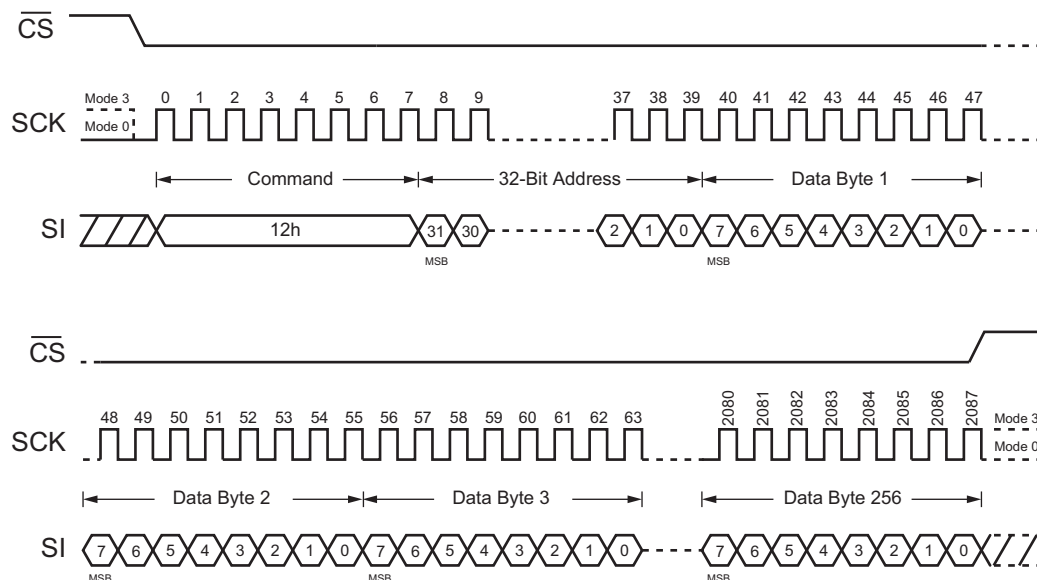 CS
Mode 3 0 1 2 3 4 5 6 7 8 9 37 38 39 40 41 42 43 44 45 46 47
SCK
Mode 0
Command 32-Bit Address Data Byte 1
SI 12h 31 30 2 1 0 7 6 5 4 3 2 1 0
MSB MSB
CS
48 49 50 51 52 53 54 55 56 57 58 59 60 61 62 63 2080 2081 2082 2083 2084 2085 2086 2087
Mode 3
SCK
Mode 0
Data Byte 2 Data Byte 3 Data Byte 256
SI 7 6 5 4 3 2 1 0 7 6 5 4 3 2 1 0 7 6 5 4 3 2 1 0
MSB MSB MSB